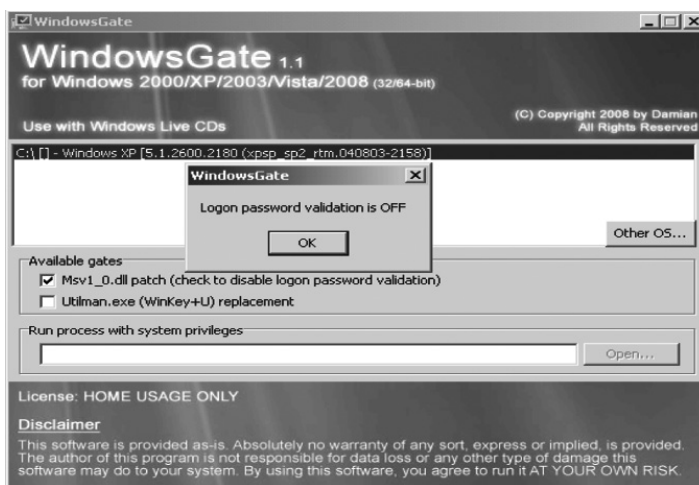 WindowsGate
WindowsGate 1.1
for Windows 2000/XP/2003/Vista/2008 (32/64-bit)
(C) Copyright 2008 by Damian
Use with Windows Live CDs
All Rights Reserved
C:\ [] - Windows XP [5.1.2600.2180 (xpsp_sp2_rtm.040803-2158)]
WindowsGate
Logon password validation is OFF
OK
Other OS...
Available gates
Msv1_0.dll patch (check to disable logon password validation)
Utilman.exe (WinKey+U) replacement
Run process with system privileges
Open...
License: HOME USAGE ONLY
Disclaimer
This software is provided as-is. Absolutely no warranty of any sort, express or implied, is provided.
The author of this program is not responsible for data loss or any other type of damage this
software may do to your system. By using this software, you agree to run it AT YOUR OWN RISK.